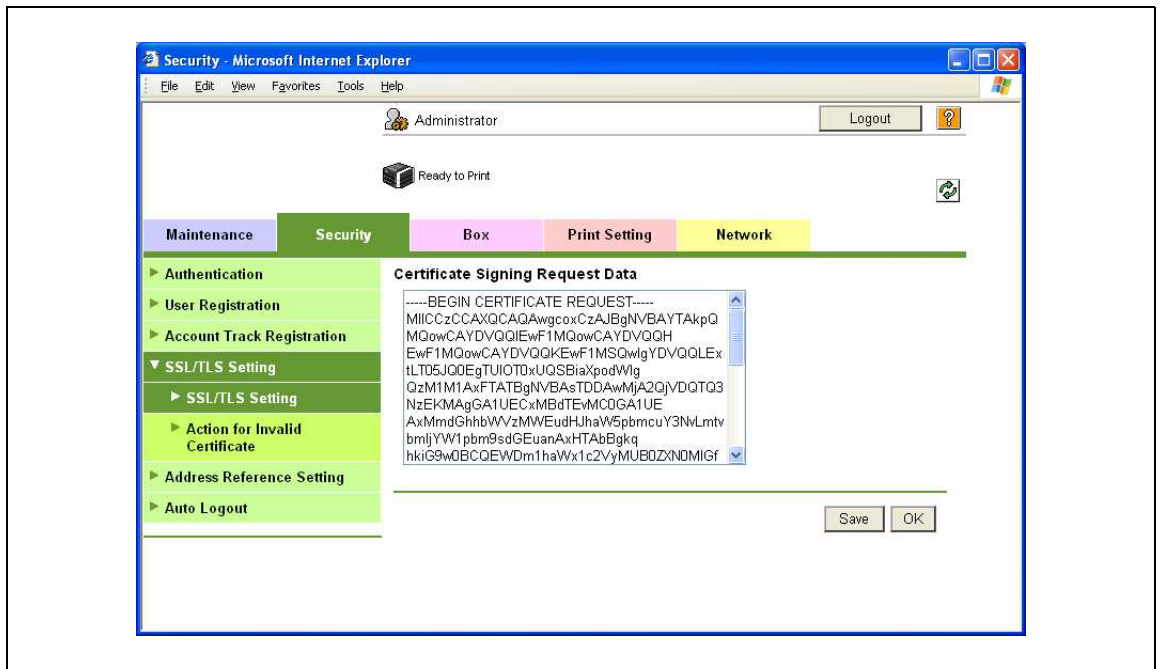 Security - Microsoft Internet Explorer
File Edit View Favorites Tools Help
Administrator
Logout
?
Ready to Print
Maintenance Security Box Print Setting Network
Authentication
User Registration
Account Track Registration
SSL/TLS Setting
SSL/TLS Setting
Action for Invalid
Certificate
Address Reference Setting
Auto Logout
Certificate Signing Request Data
-----BEGIN CERTIFICATE REQUEST-----
MIICCzCCAXQCAQAwgcoxCzAJBgNVBAYTAkpQ
MQowCAYDVQQIEwF1MQowCAYDVQQH
EwF1MQowCAYDVQQKEwF1MSQwIgYDVQQLEx
tLT05JQ0EgTUlOT0xUQSBiaXpodWIg
QzM1M1AxFTATBgNVBAsTDDAwMjA2QjVDQTQ3
NzEKMAgGA1UECxMBdTEvMC0GA1UE
AxMmdGhhbWVzMWEudHJhaW5pbmcuY3NvLmtv
bmljYW1pbm9sdGEuanAxHTAbBgkq
hkiG9w0BCQEWDm1haWx1c2VyMUB0ZXN0MIGf
Save OK